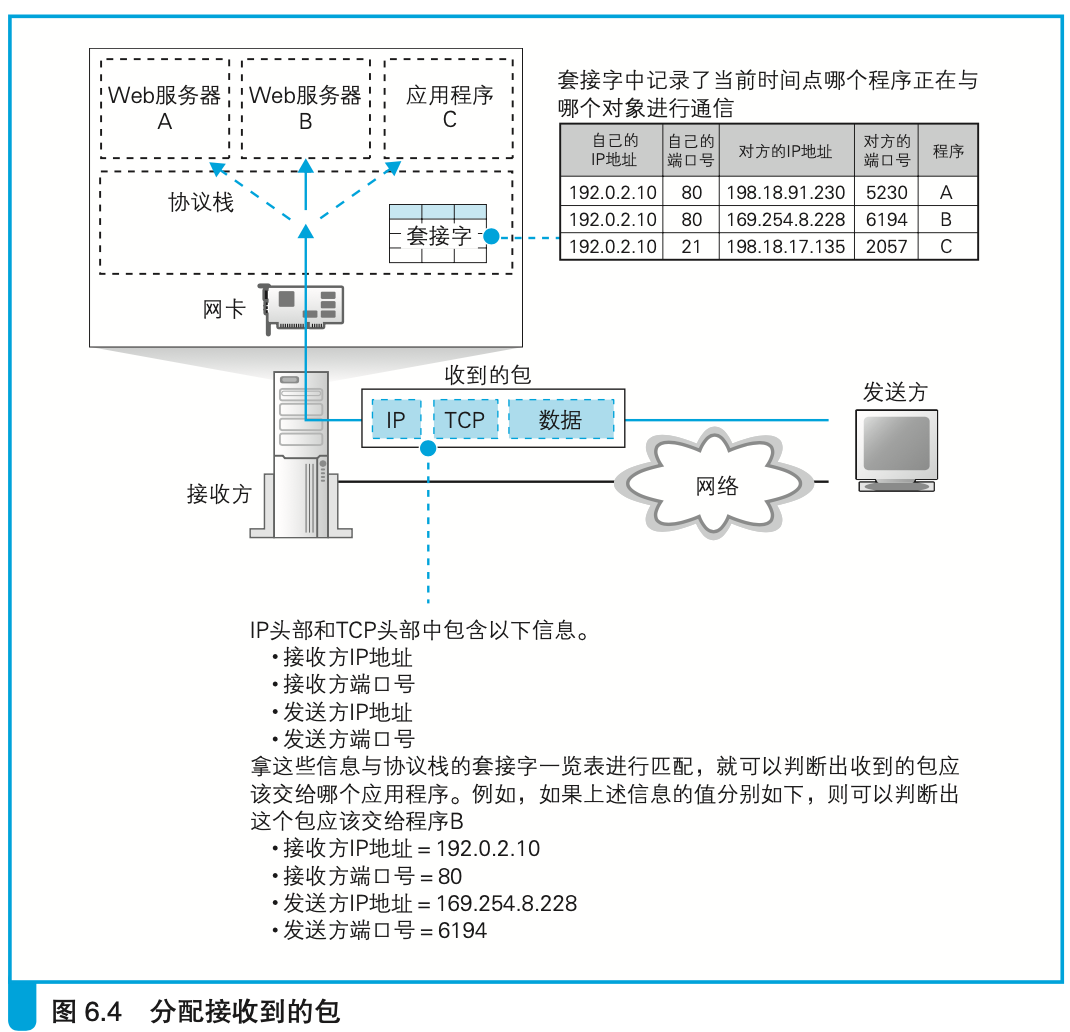 Web服务器
A
Web服务器
B
应用程序
C
协议栈
套接字
网卡
套接字中记录了当前时间点哪个程序正在与
哪个对象进行通信
自己的IP地址 自己的端口号 对方的IP地址 对方的端口号 程序
192.0.2.10 80 198.18.91.230 5230 A
192.0.2.10 80 169.254.8.228 6194 B
192.0.2.10 21 198.18.17.135 2057 C
收到的包
IP TCP 数据
发送方
接收方
网络
IP头部和TCP头部中包含以下信息。
・接收方IP地址
・接收方端口号
・发送方IP地址
・发送方端口号
拿这些信息与协议栈的套接字一览表进行匹配，就可以判断出收到的包应
该交给哪个应用程序。例如，如果上述信息的值分别如下，则可以判断出
这个包应该交给程序B
・接收方IP地址＝192.0.2.10
・接收方端口号＝80
・发送方IP地址＝169.254.8.228
・发送方端口号＝6194
图 6.4 分配接收到的包